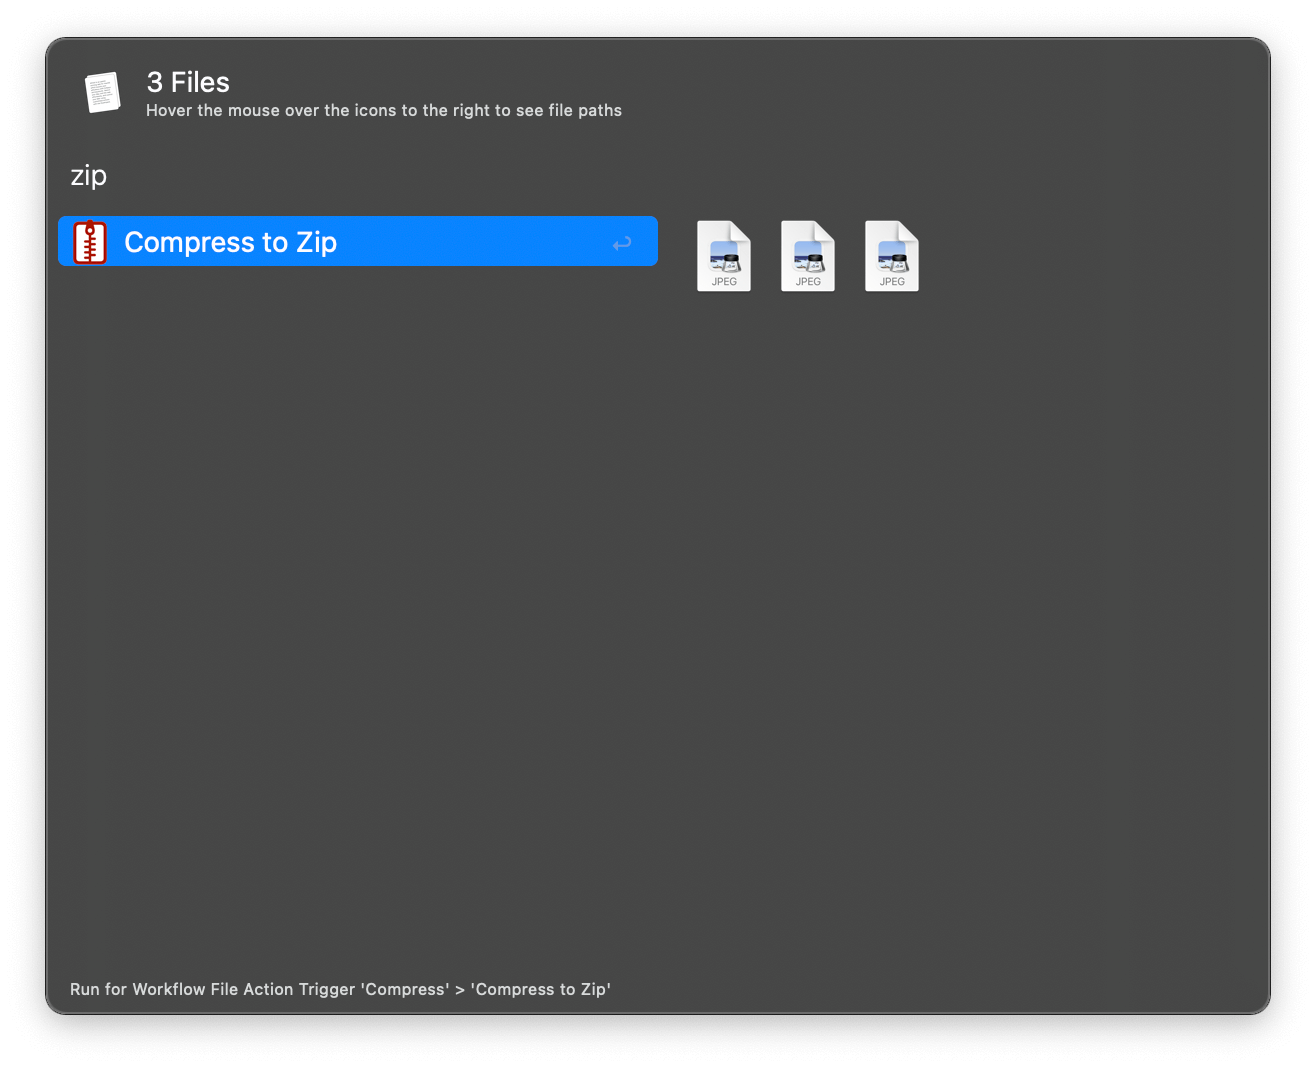 3 Files
Hover the mouse over the icons to the right to see file paths
zip
Compress to Zip
JPEG
JPEG
JPEG
Run for Workflow File Action Trigger 'Compress' > 'Compress to Zip'